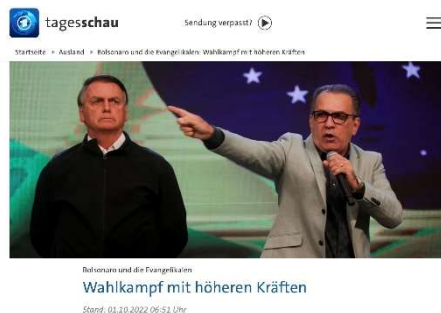 tagesschau
Sendung verpasst?
Startseite ▸ Ausland ▸ Bolsonaro und die Evangelikalen: Wahlkampf mit höheren Kräften
Bolsonaro und die Evangelikalen
Wahlkampf mit höheren Kräften
Stand: 01.10.2022 06:51 Uhr